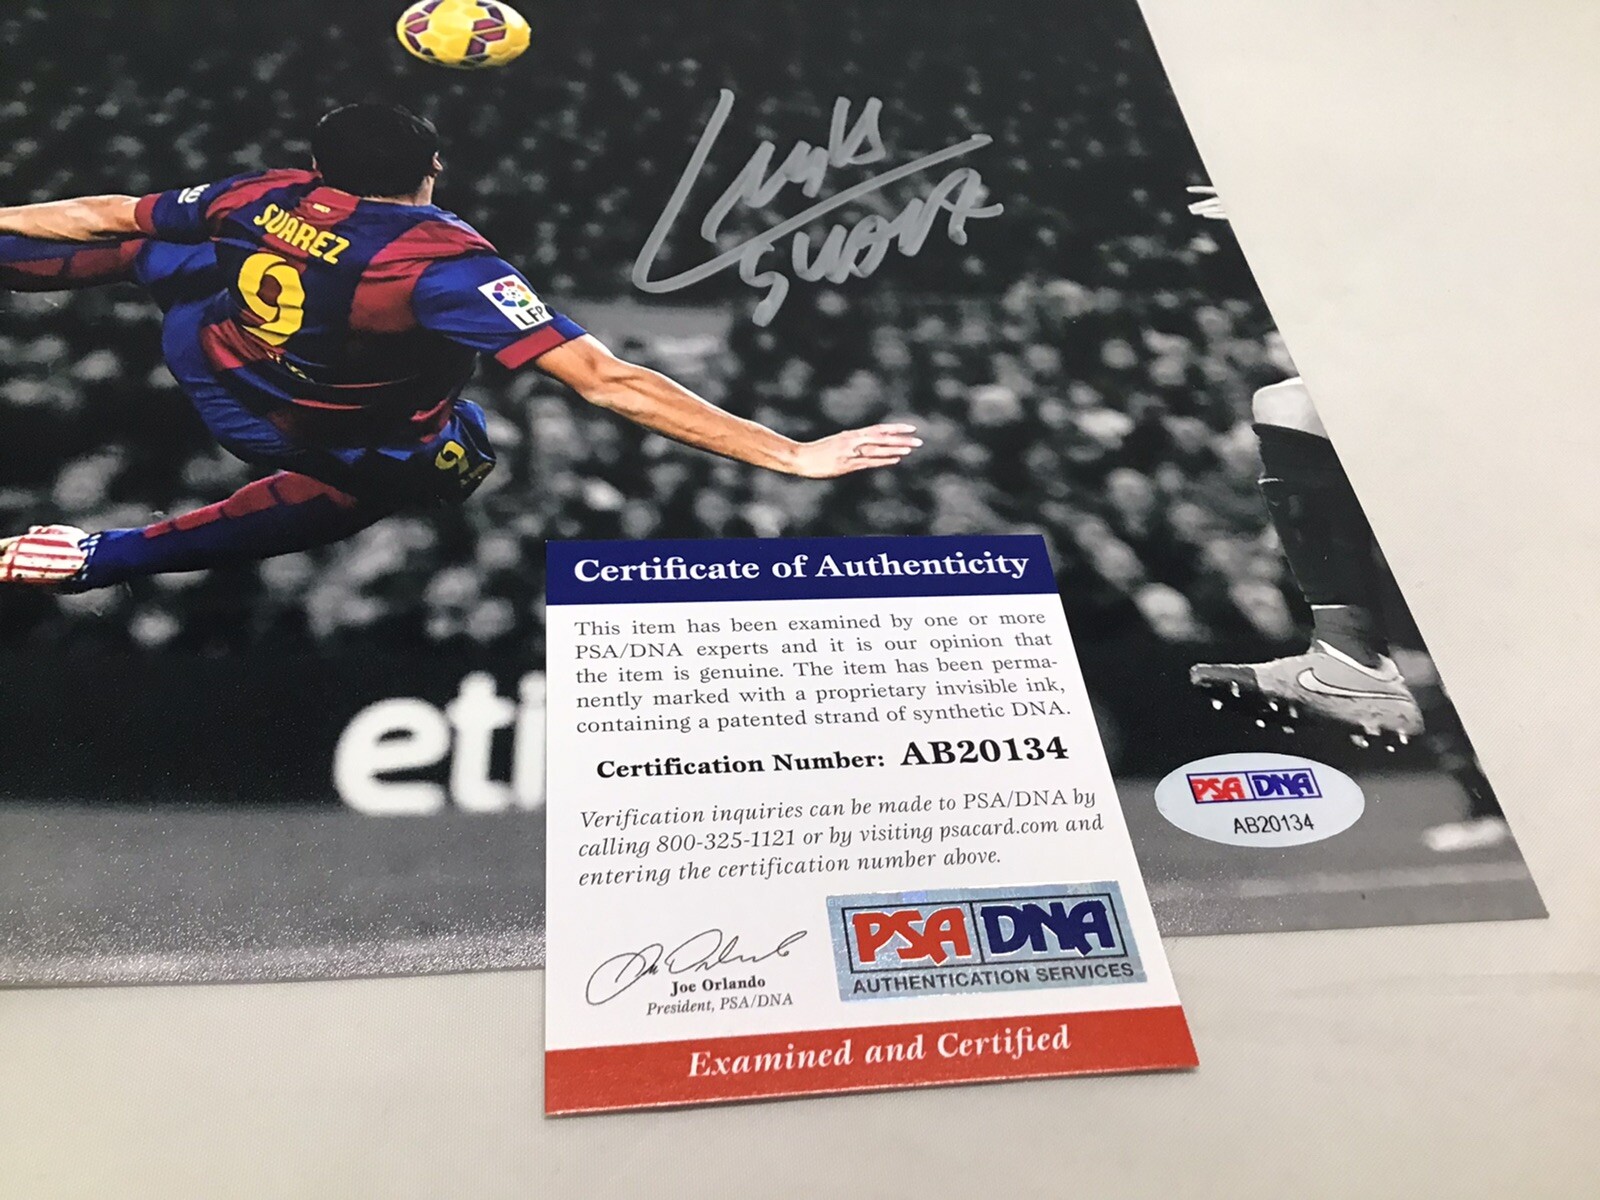 SUÁREZ
9
LFP
9
Luis
SUAREZ
eti
Certificate of Authenticity
This item has been examined by one or more
PSA/DNA experts and it is our opinion that
the item is genuine. The item has been perma-
nently marked with a proprietary invisible ink,
containing a patented strand of synthetic DNA.
Certification Number: AB20134
Verification inquiries can be made to PSA/DNA by
calling 800-325-1121 or by visiting psacard.com and
entering the certification number above.
Joe Orlando
President, PSA/DNA
PSA DNA
AUTHENTICATION SERVICES
Examined and Certified
PSA DNA
AB20134